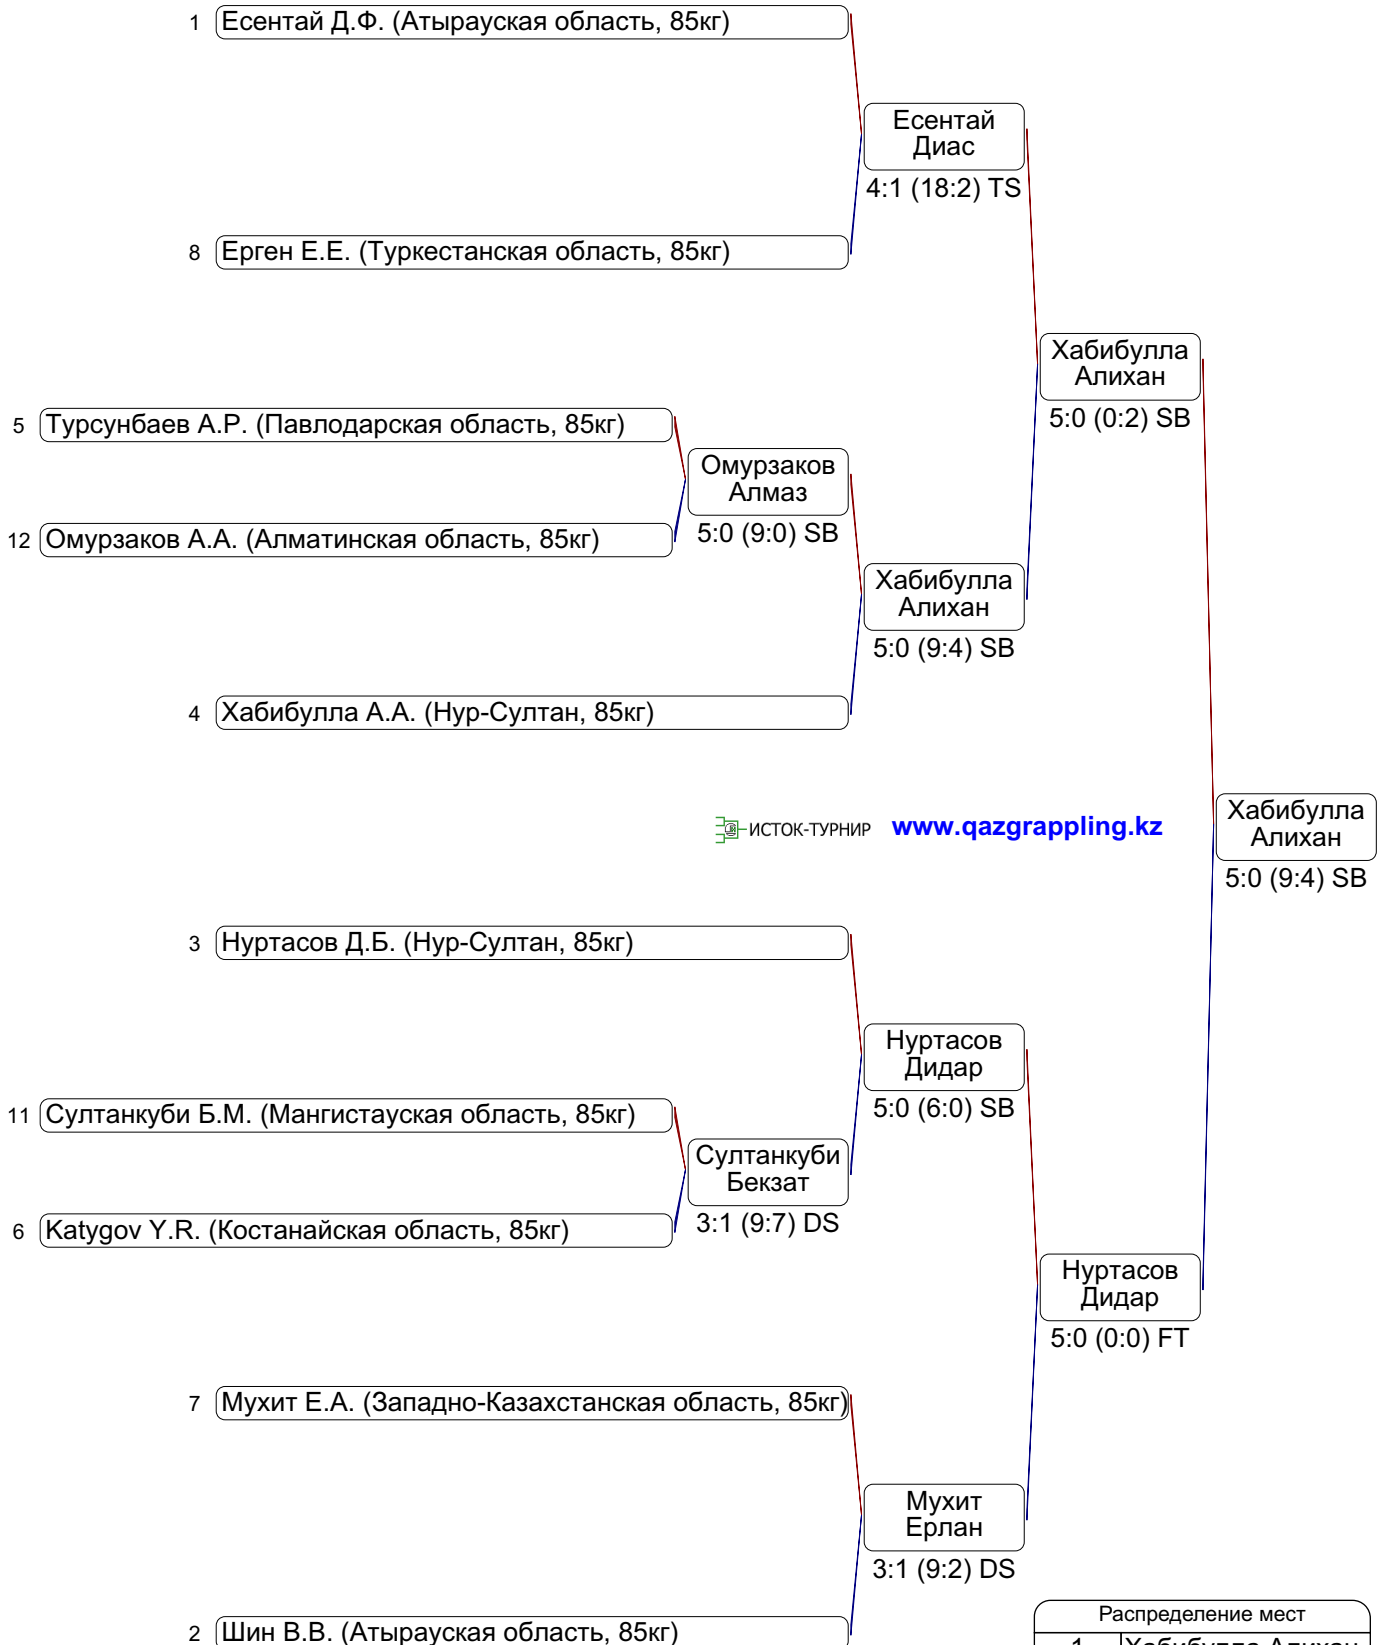 1 Есентай Д.Ф. (Атырауская область, 85кг)
Есентай
Диас
4:1 (18:2) TS
8 Ерген Е.Е. (Туркестанская область, 85кг)
Хабибулла
Алихан
5:0 (0:2) SB
5 Турсунбаев А.Р. (Павлодарская область, 85кг)
Омурзаков
Алмаз
5:0 (9:0) SB
12 Омурзаков А.А. (Алматинская область, 85кг)
Хабибулла
Алихан
5:0 (9:4) SB
4 Хабибулла А.А. (Нур-Султан, 85кг)
ИСТОК-ТУРНИР www.qazgrappling.kz
Хабибулла
Алихан
5:0 (9:4) SB
3 Нуртасов Д.Б. (Нур-Султан, 85кг)
Нуртасов
Дидар
5:0 (6:0) SB
11 Султанкуби Б.М. (Мангистауская область, 85кг)
Султанкуби
Бекзат
3:1 (9:7) DS
6 Katygov Y.R. (Костанайская область, 85кг)
Нуртасов
Дидар
5:0 (0:0) FT
7 Мухит Е.А. (Западно-Казахстанская область, 85кг)
Мухит
Ерлан
3:1 (9:2) DS
2 Шин В.В. (Атырауская область, 85кг)
Распределение мест
1 Хабибулла Алихан